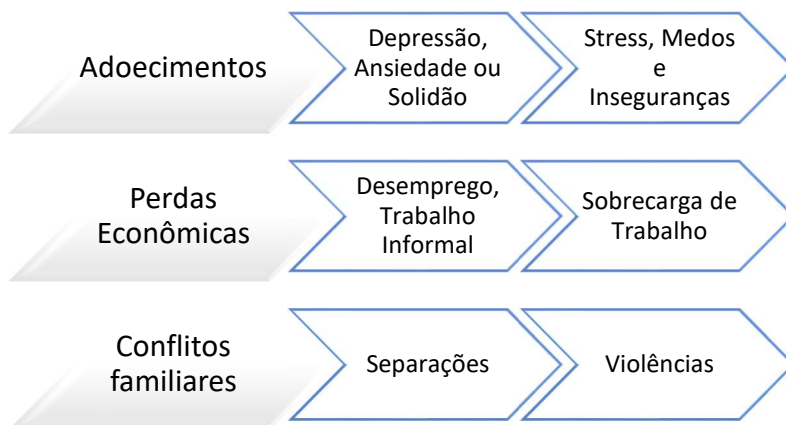 Adoecimentos
Depressão,
Ansiedade ou
Solidão
Stress, Medos
e
Inseguranças
Perdas
Econômicas
Desemprego,
Trabalho
Informal
Sobrecarga de
Trabalho
Conflitos
familiares
Separações
Violências